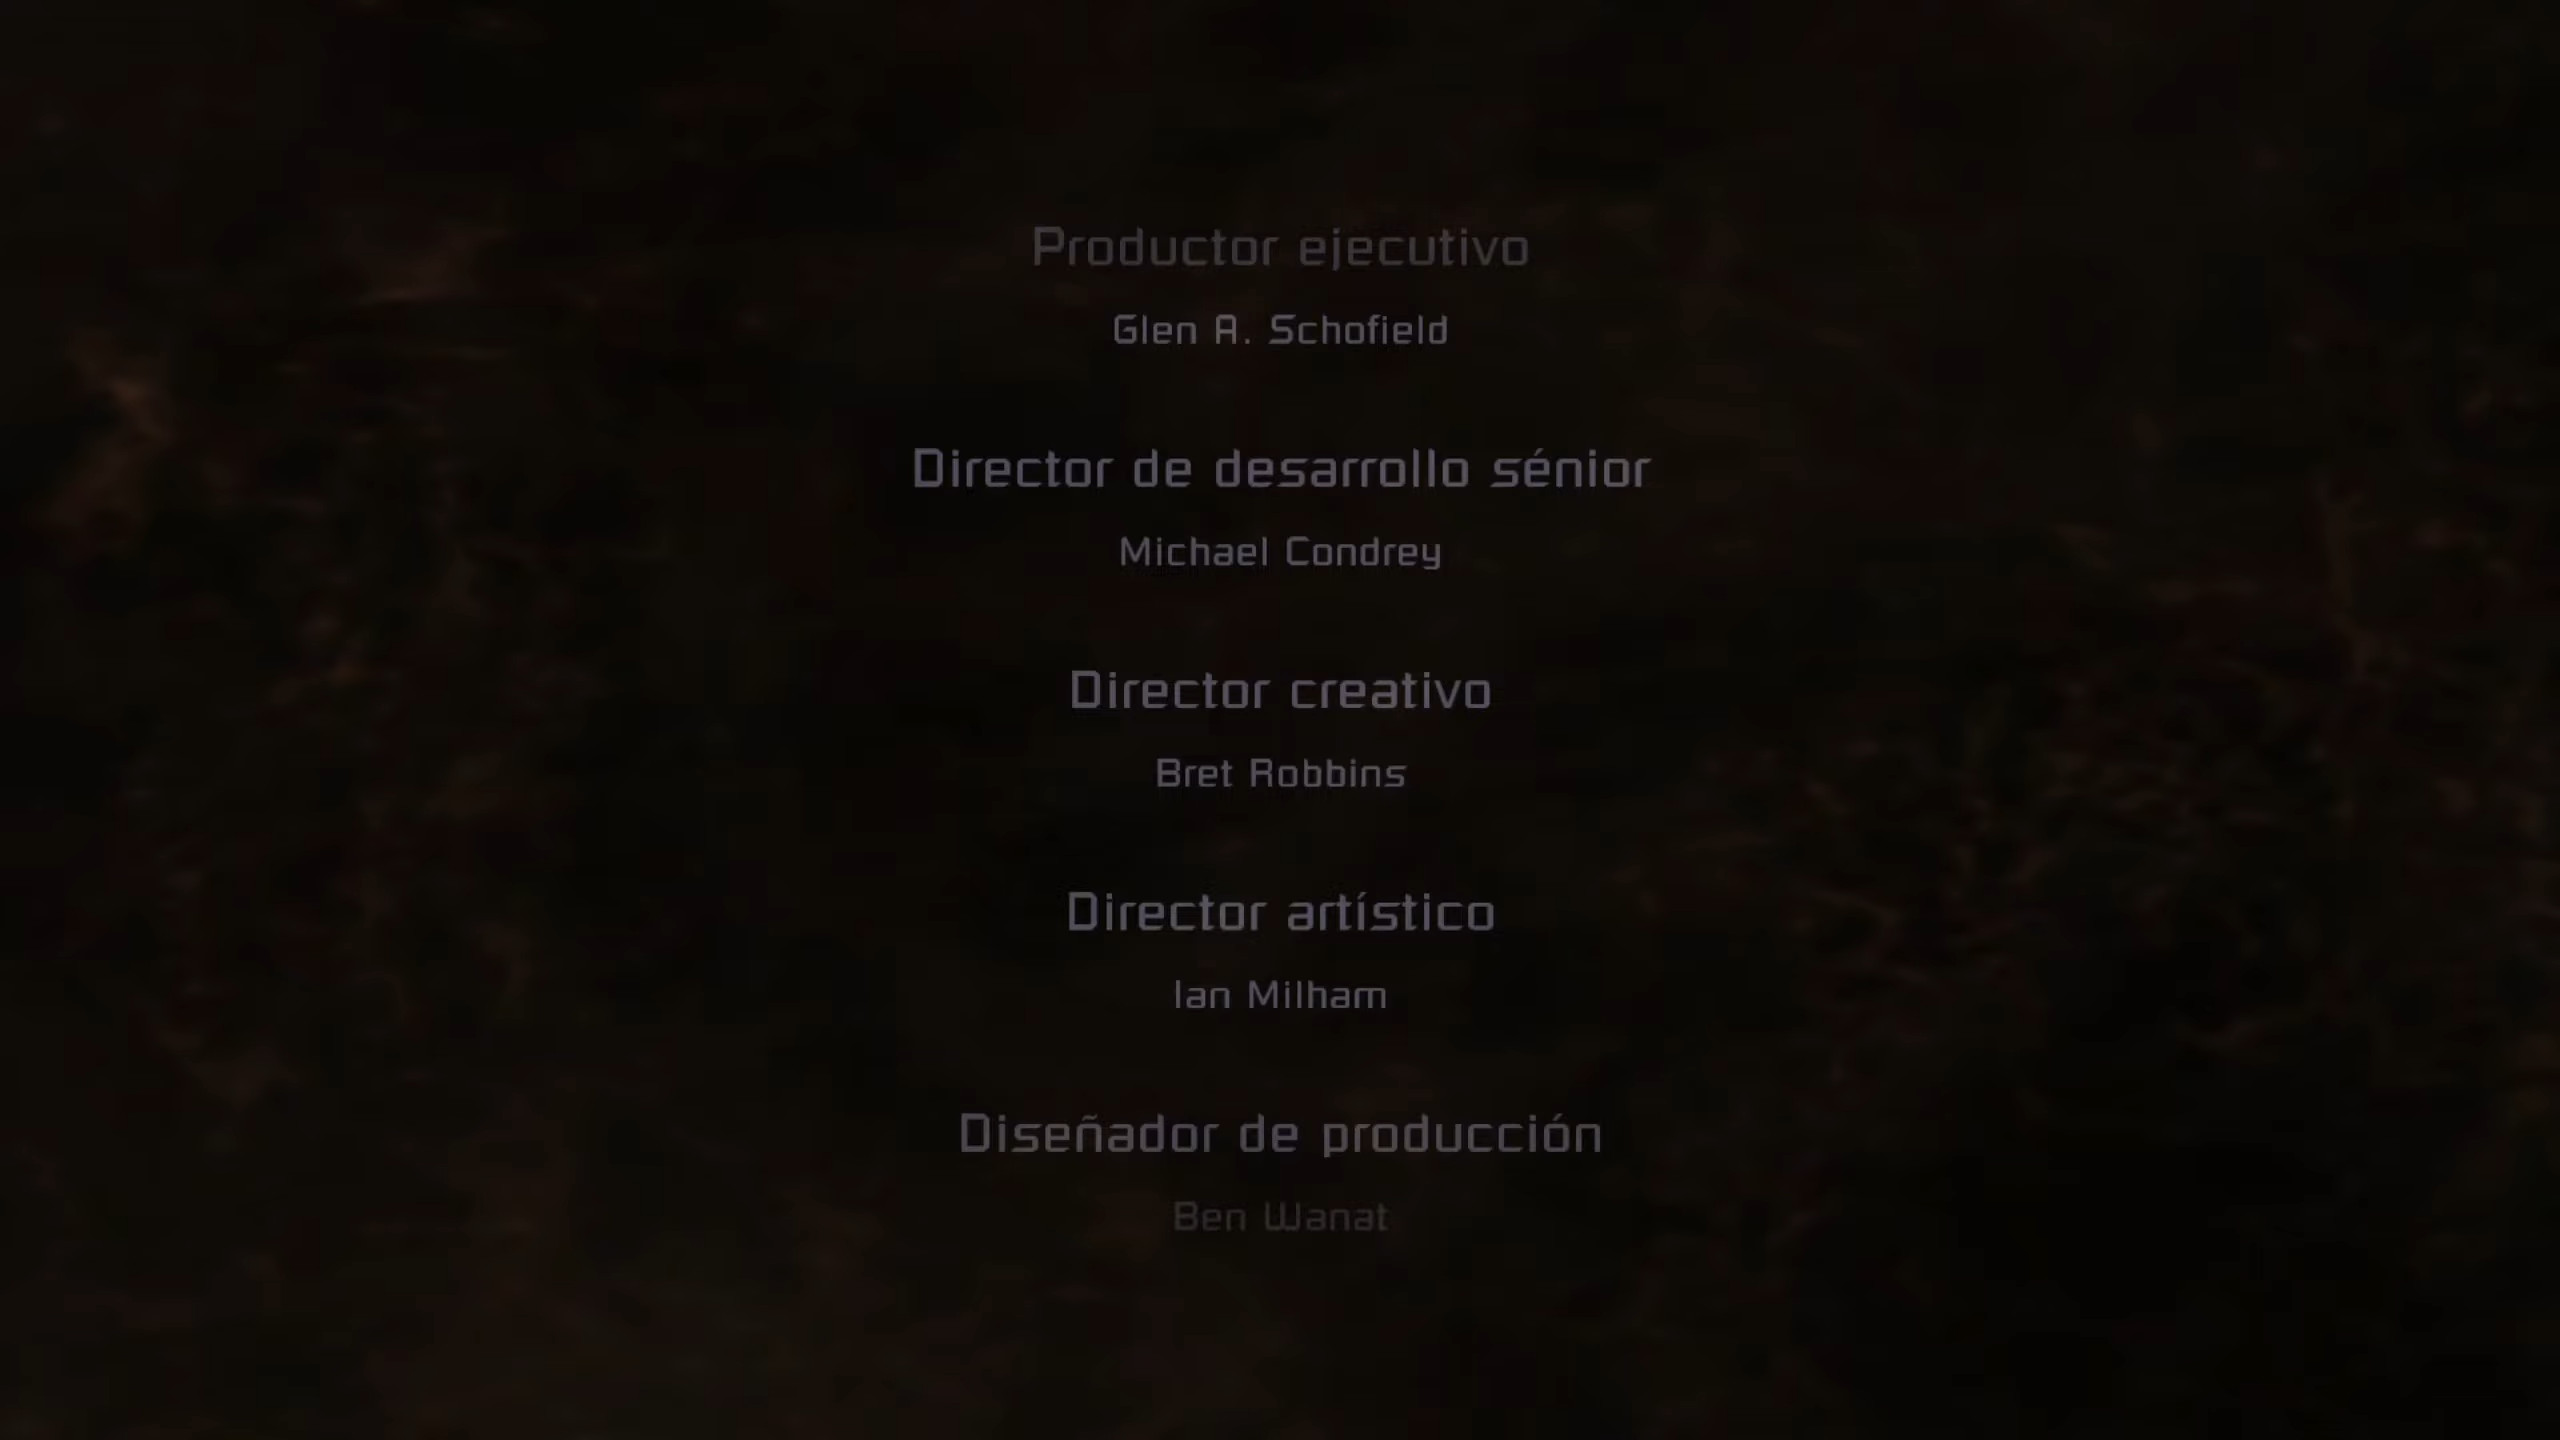 Productor ejecutivo
Glen A. Schofield
Director de desarrollo sénior
Michael Condrey
Director creativo
Bret Robbins
Director artístico
Ian Milham
Diseñador de producción
Ben Wanat